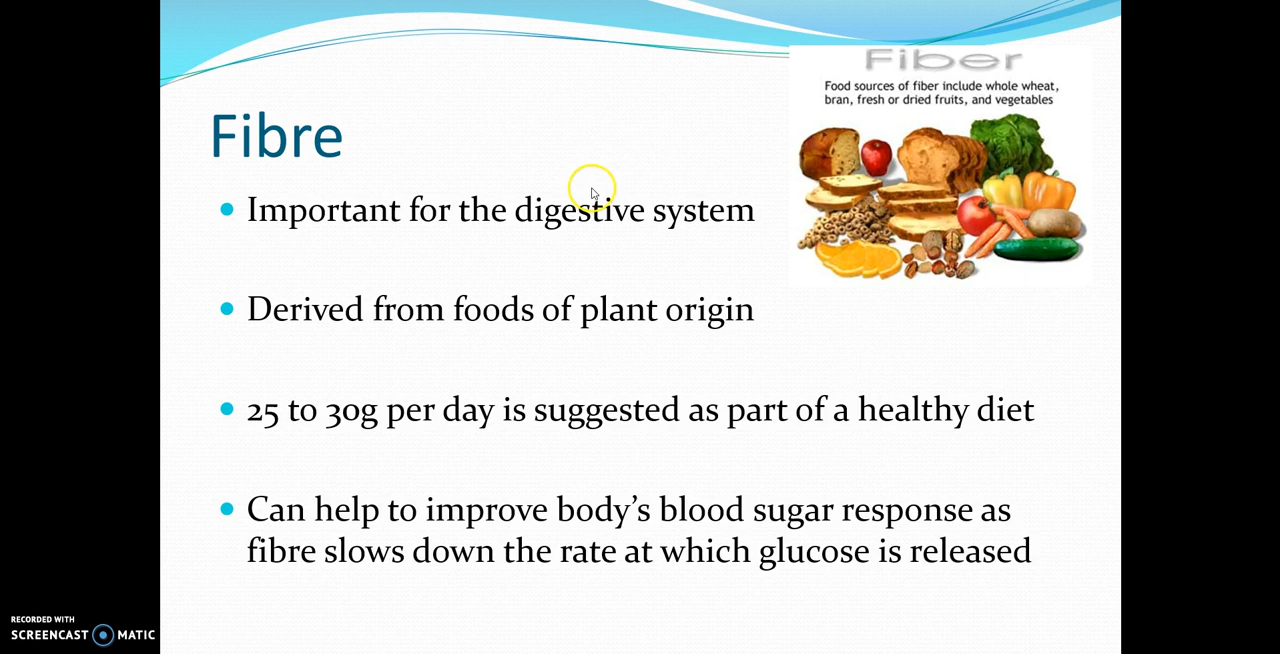 Fiber
Food sources of fiber include whole wheat,
bran, fresh or dried fruits, and vegetables
Fibre
Important for the digestive system
Derived from foods of plant origin
25 to 30g per day is suggested as part of a healthy diet
Can help to improve body's blood sugar response as
fibre slows down the rate at which glucose is released
RECORDED WITH
SCREENCAST MATIC